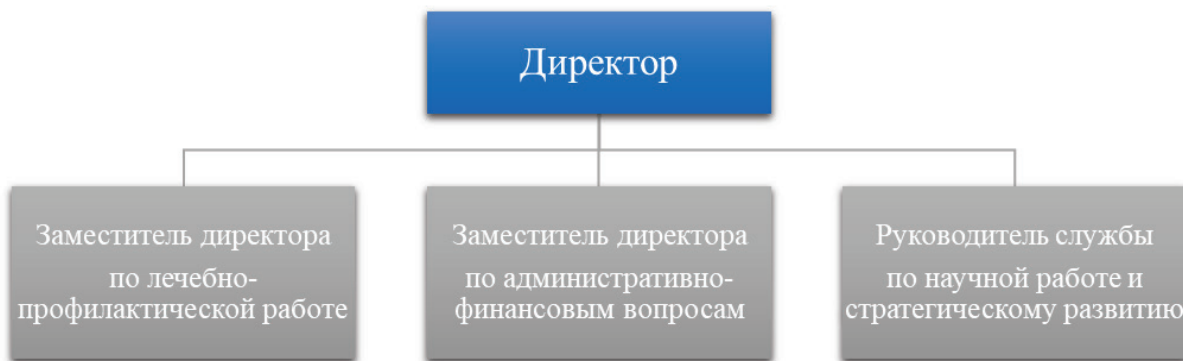 Директор
Заместитель директора
по лечебно-
профилактической работе
Заместитель директора
по административно-
финансовым вопросам
Руководитель службы
по научной работе и
стратегическому развитию